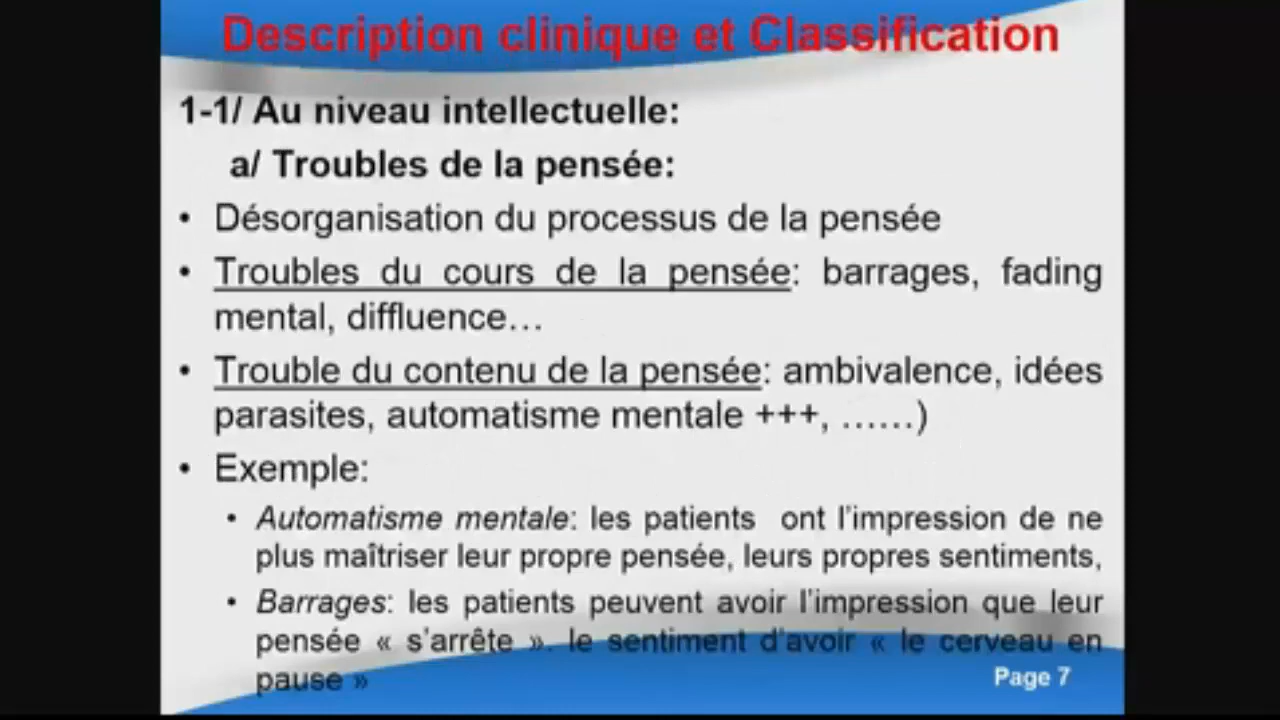 Description clinique et Classification
1-1/ Au niveau intellectuelle:
a/ Troubles de la pensée:
• Désorganisation du processus de la pensée
• Troubles du cours de la pensée: barrages, fading
mental, diffluence…
• Trouble du contenu de la pensée: ambivalence, idées
parasites, automatisme mentale +++, ……)
• Exemple:
• Automatisme mentale: les patients ont l'impression de ne
plus maîtriser leur propre pensée, leurs propres sentiments,
• Barrages: les patients peuvent avoir l'impression que leur
pensée « s'arrête ». le sentiment d'avoir « le cerveau en
pause »
Page 7